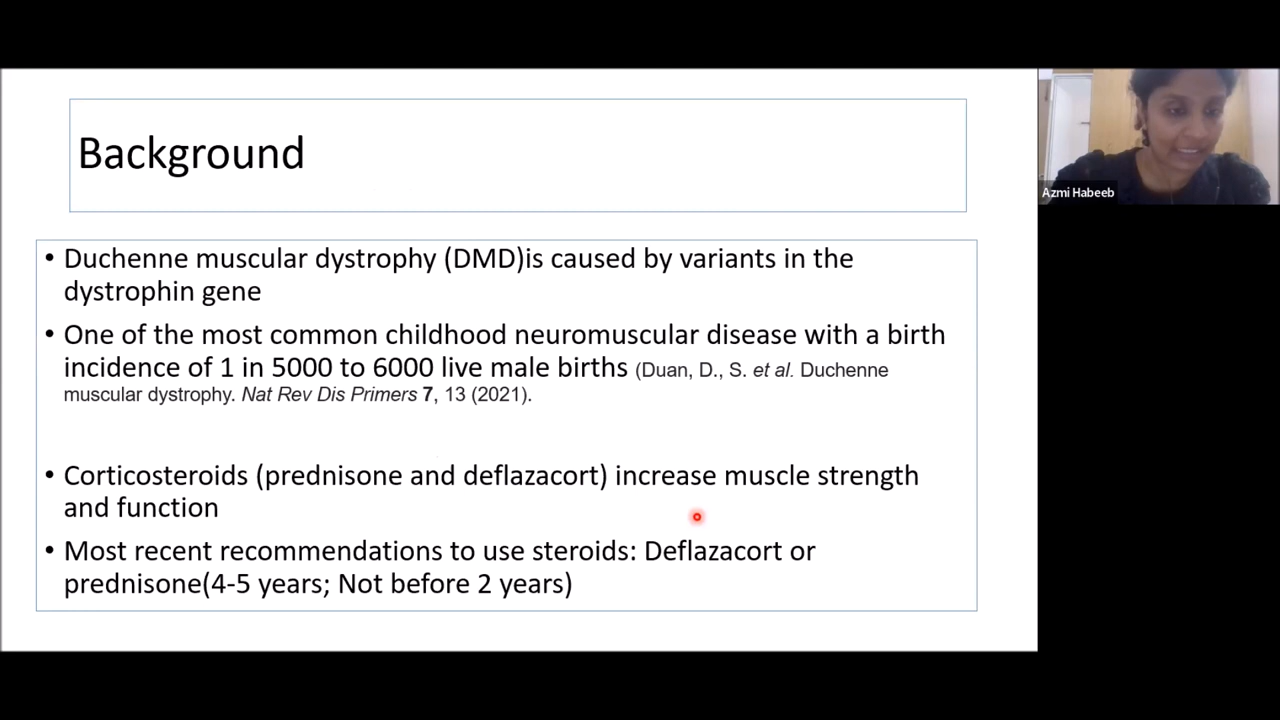 Background
• Duchenne muscular dystrophy (DMD)is caused by variants in the
dystrophin gene
• One of the most common childhood neuromuscular disease with a birth
incidence of 1 in 5000 to 6000 live male births (Duan, D., S. et al. Duchenne
muscular dystrophy. Nat Rev Dis Primers 7, 13 (2021).
• Corticosteroids (prednisone and deflazacort) increase muscle strength
and function
• Most recent recommendations to use steroids: Deflazacort or
prednisone(4-5 years; Not before 2 years)
Azmi Habeeb